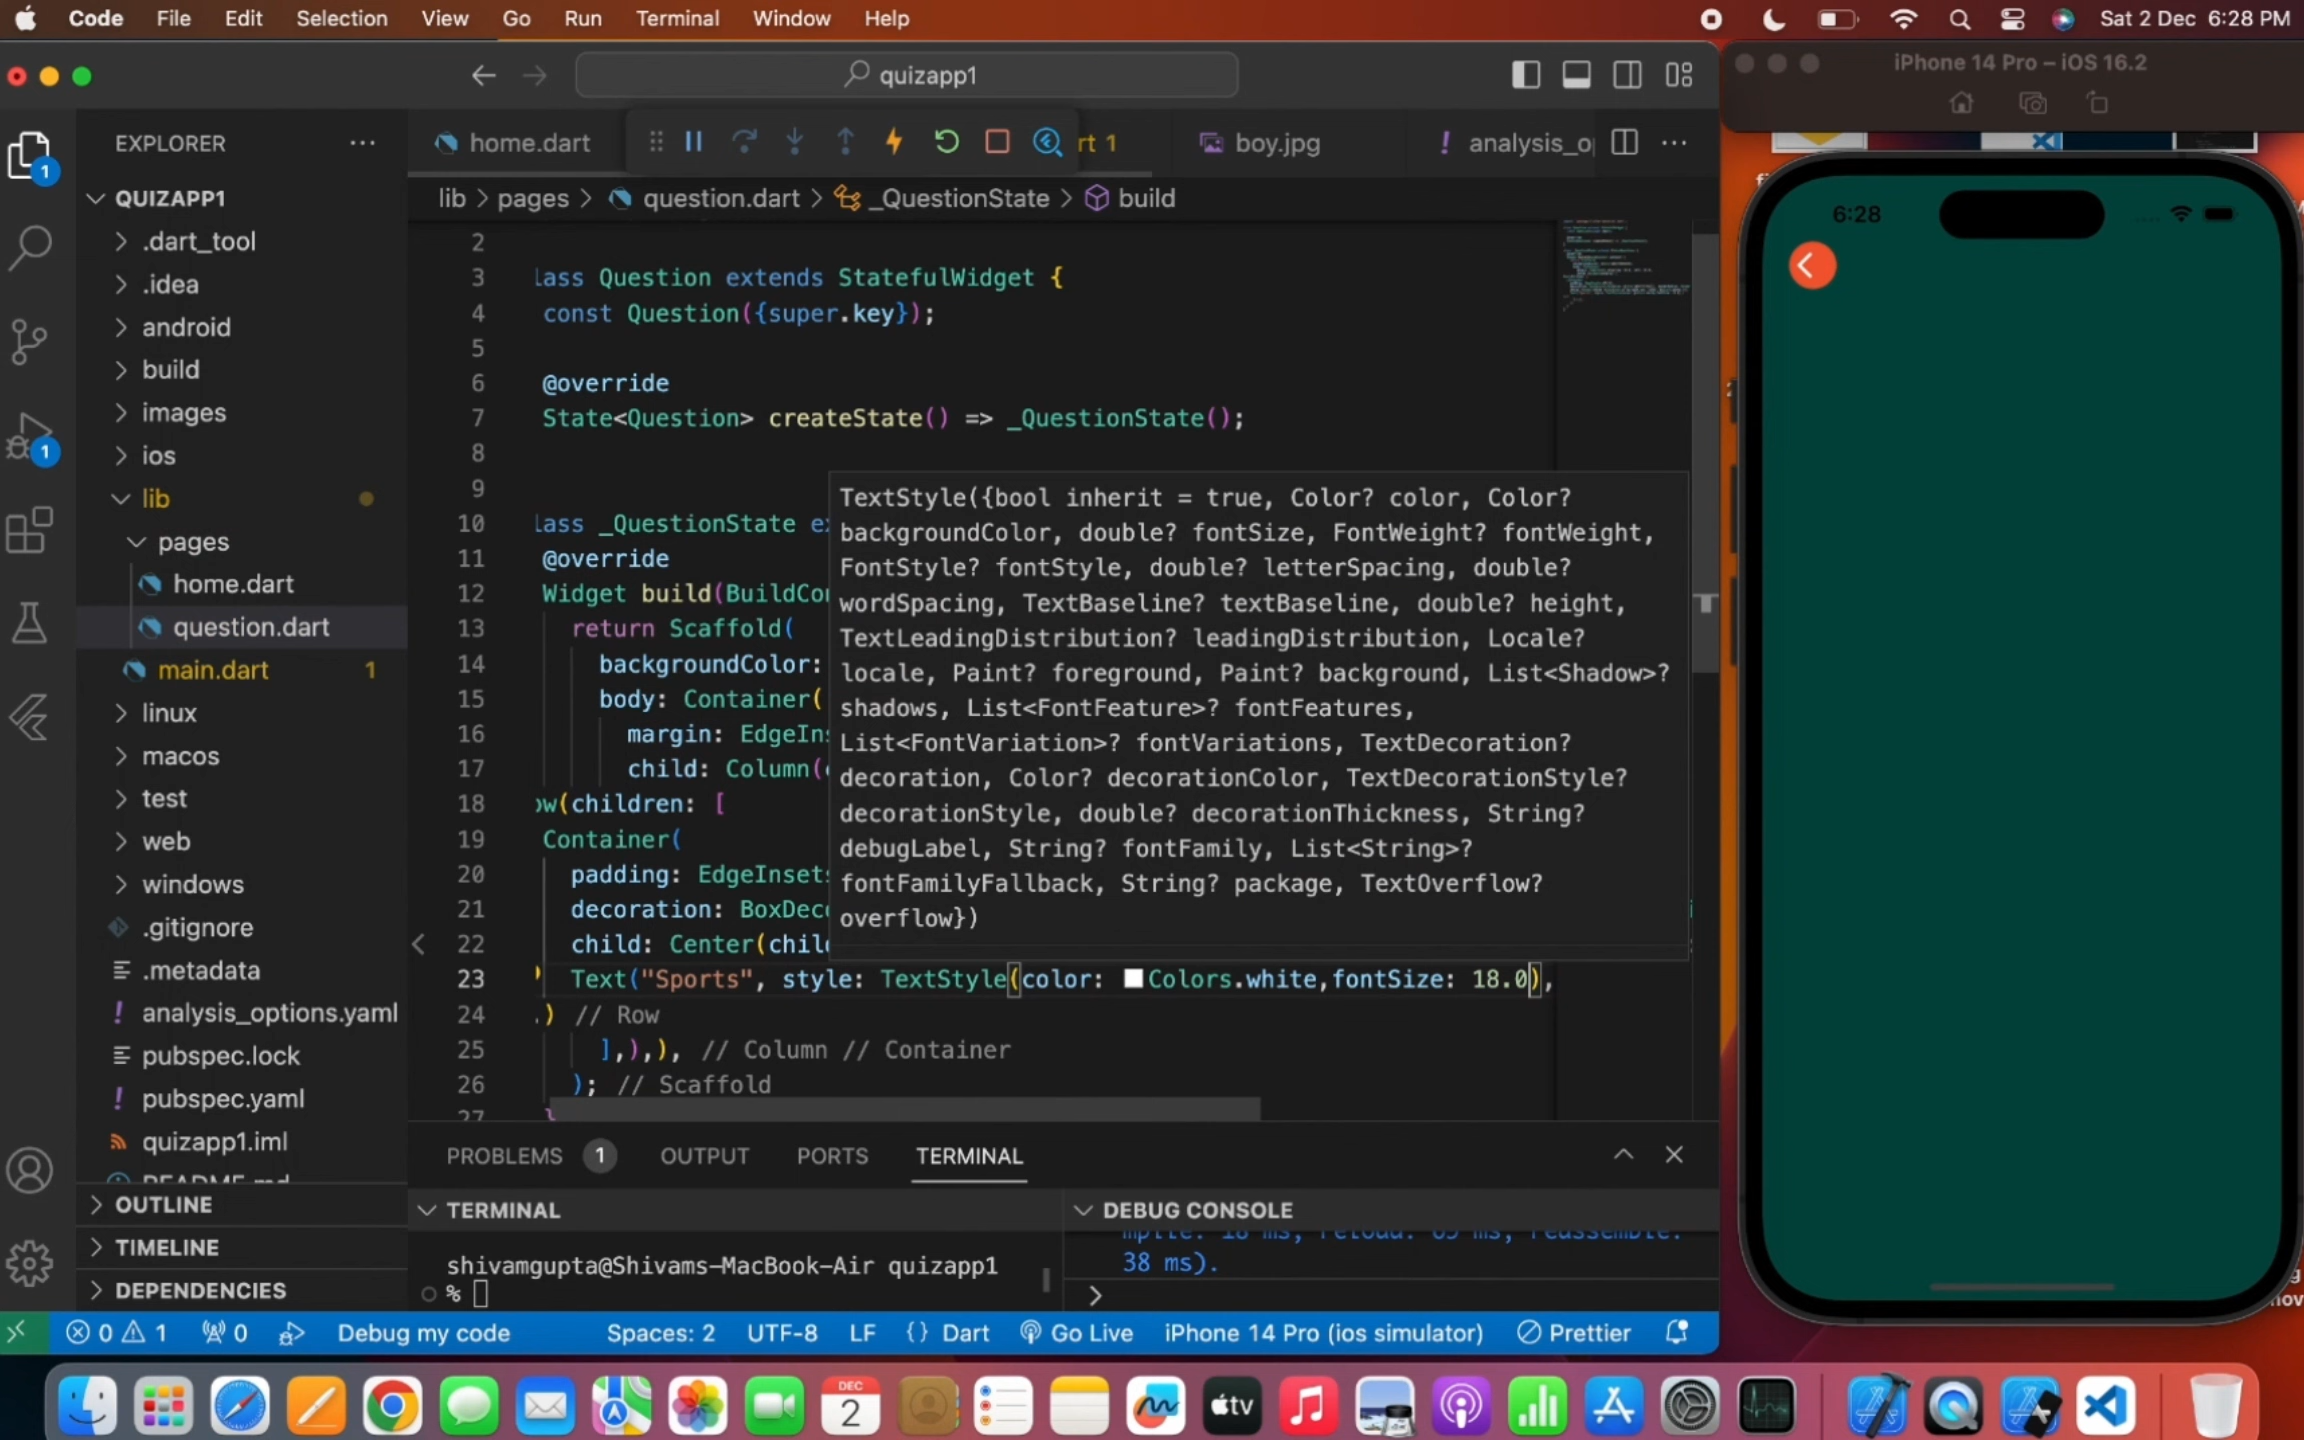 Code File Edit Selection View Go Run Terminal Window Help Sat 2 Dec 6:28 PM
quizapp1
EXPLORER
home.dart
rt 1
boy.jpg
! analysis_o
lib > pages > question.dart > _QuestionState > build
QUIZAPP1
.dart_tool
.idea
android
build
images
ios
lib
pages
home.dart
question.dart
main.dart 1
linux
macos
test
web
windows
.gitignore
.metadata
! analysis_options.yaml
pubspec.lock
! pubspec.yaml
quizapp1.iml
README.md
OUTLINE
TIMELINE
DEPENDENCIES
2
3 lass Question extends StatefulWidget {
4 const Question({super.key});
5
6 @override
7 State<Question> createState() => _QuestionState();
8
9
10 lass _QuestionState e
11 @override
12 Widget build(BuildCo
13 return Scaffold(
14 backgroundColor:
15 body: Container(
16 margin: EdgeIn
17 child: Column(
18 ow(children: [
19 Container(
20 padding: EdgeInset
21 decoration: BoxDec
22 child: Center(chil
23 ) Text("Sports", style: TextStyle(color: Colors.white,fontSize: 18.0),
24 ,) // Row
25 ],),), // Column // Container
26 ); // Scaffold
27 }
TextStyle({bool inherit = true, Color? color, Color?
backgroundColor, double? fontSize, FontWeight? fontWeight,
FontStyle? fontStyle, double? letterSpacing, double?
wordSpacing, TextBaseline? textBaseline, double? height,
TextLeadingDistribution? leadingDistribution, Locale?
locale, Paint? foreground, Paint? background, List<Shadow>?
shadows, List<FontFeature>? fontFeatures,
List<FontVariation>? fontVariations, TextDecoration?
decoration, Color? decorationColor, TextDecorationStyle?
decorationStyle, double? decorationThickness, String?
debugLabel, String? fontFamily, List<String>?
fontFamilyFallback, String? package, TextOverflow?
overflow})
PROBLEMS 1 OUTPUT PORTS TERMINAL
TERMINAL
shivamgupta@Shivams-MacBook-Air quizapp1
%
DEBUG CONSOLE
mpile: 18 ms, reload: 69 ms, reassemble:
38 ms).
>
0 1 0 Debug my code Spaces: 2 UTF-8 LF {} Dart Go Live iPhone 14 Pro (ios simulator) Prettier
iPhone 14 Pro – iOS 16.2
6:28
DEC
2
tv